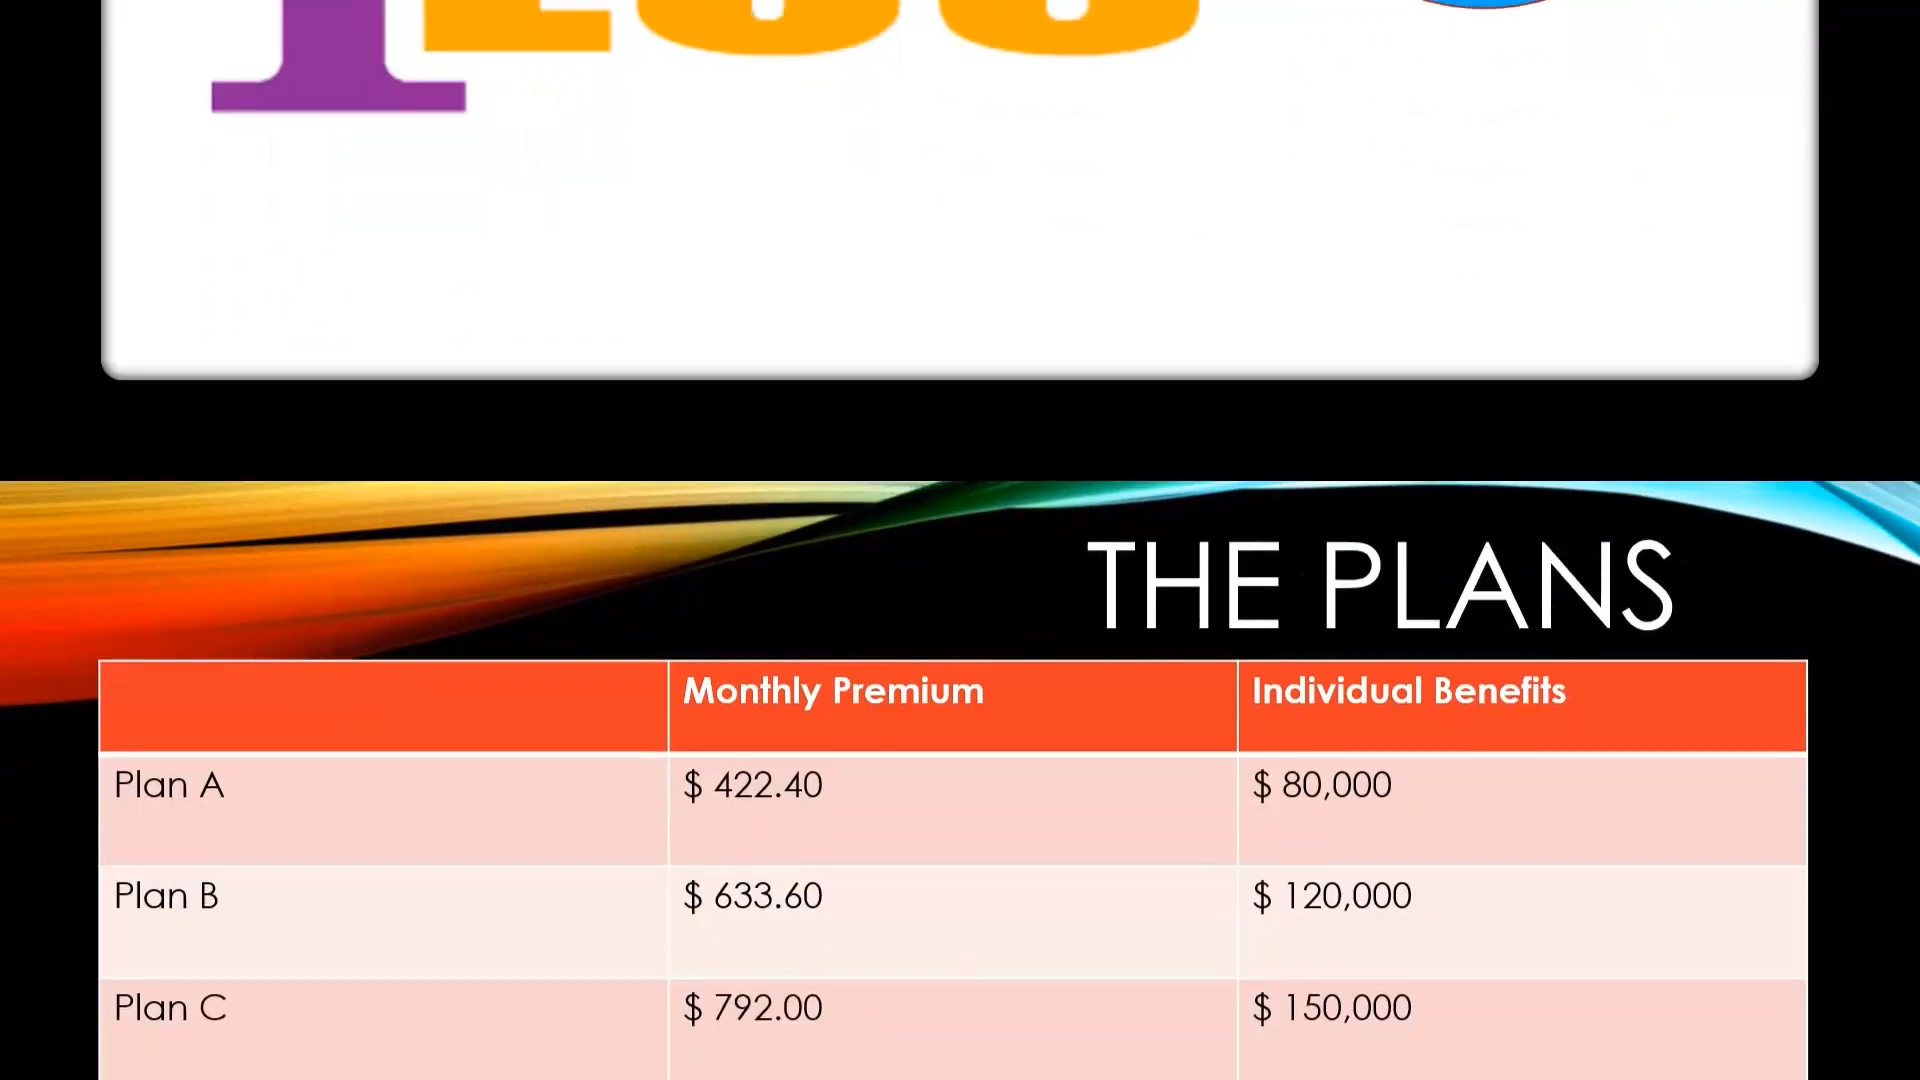 THE PLANS
Monthly Premium Individual Benefits
Plan A $ 422.40 $ 80,000
Plan B $ 633.60 $ 120,000
Plan C $ 792.00 $ 150,000